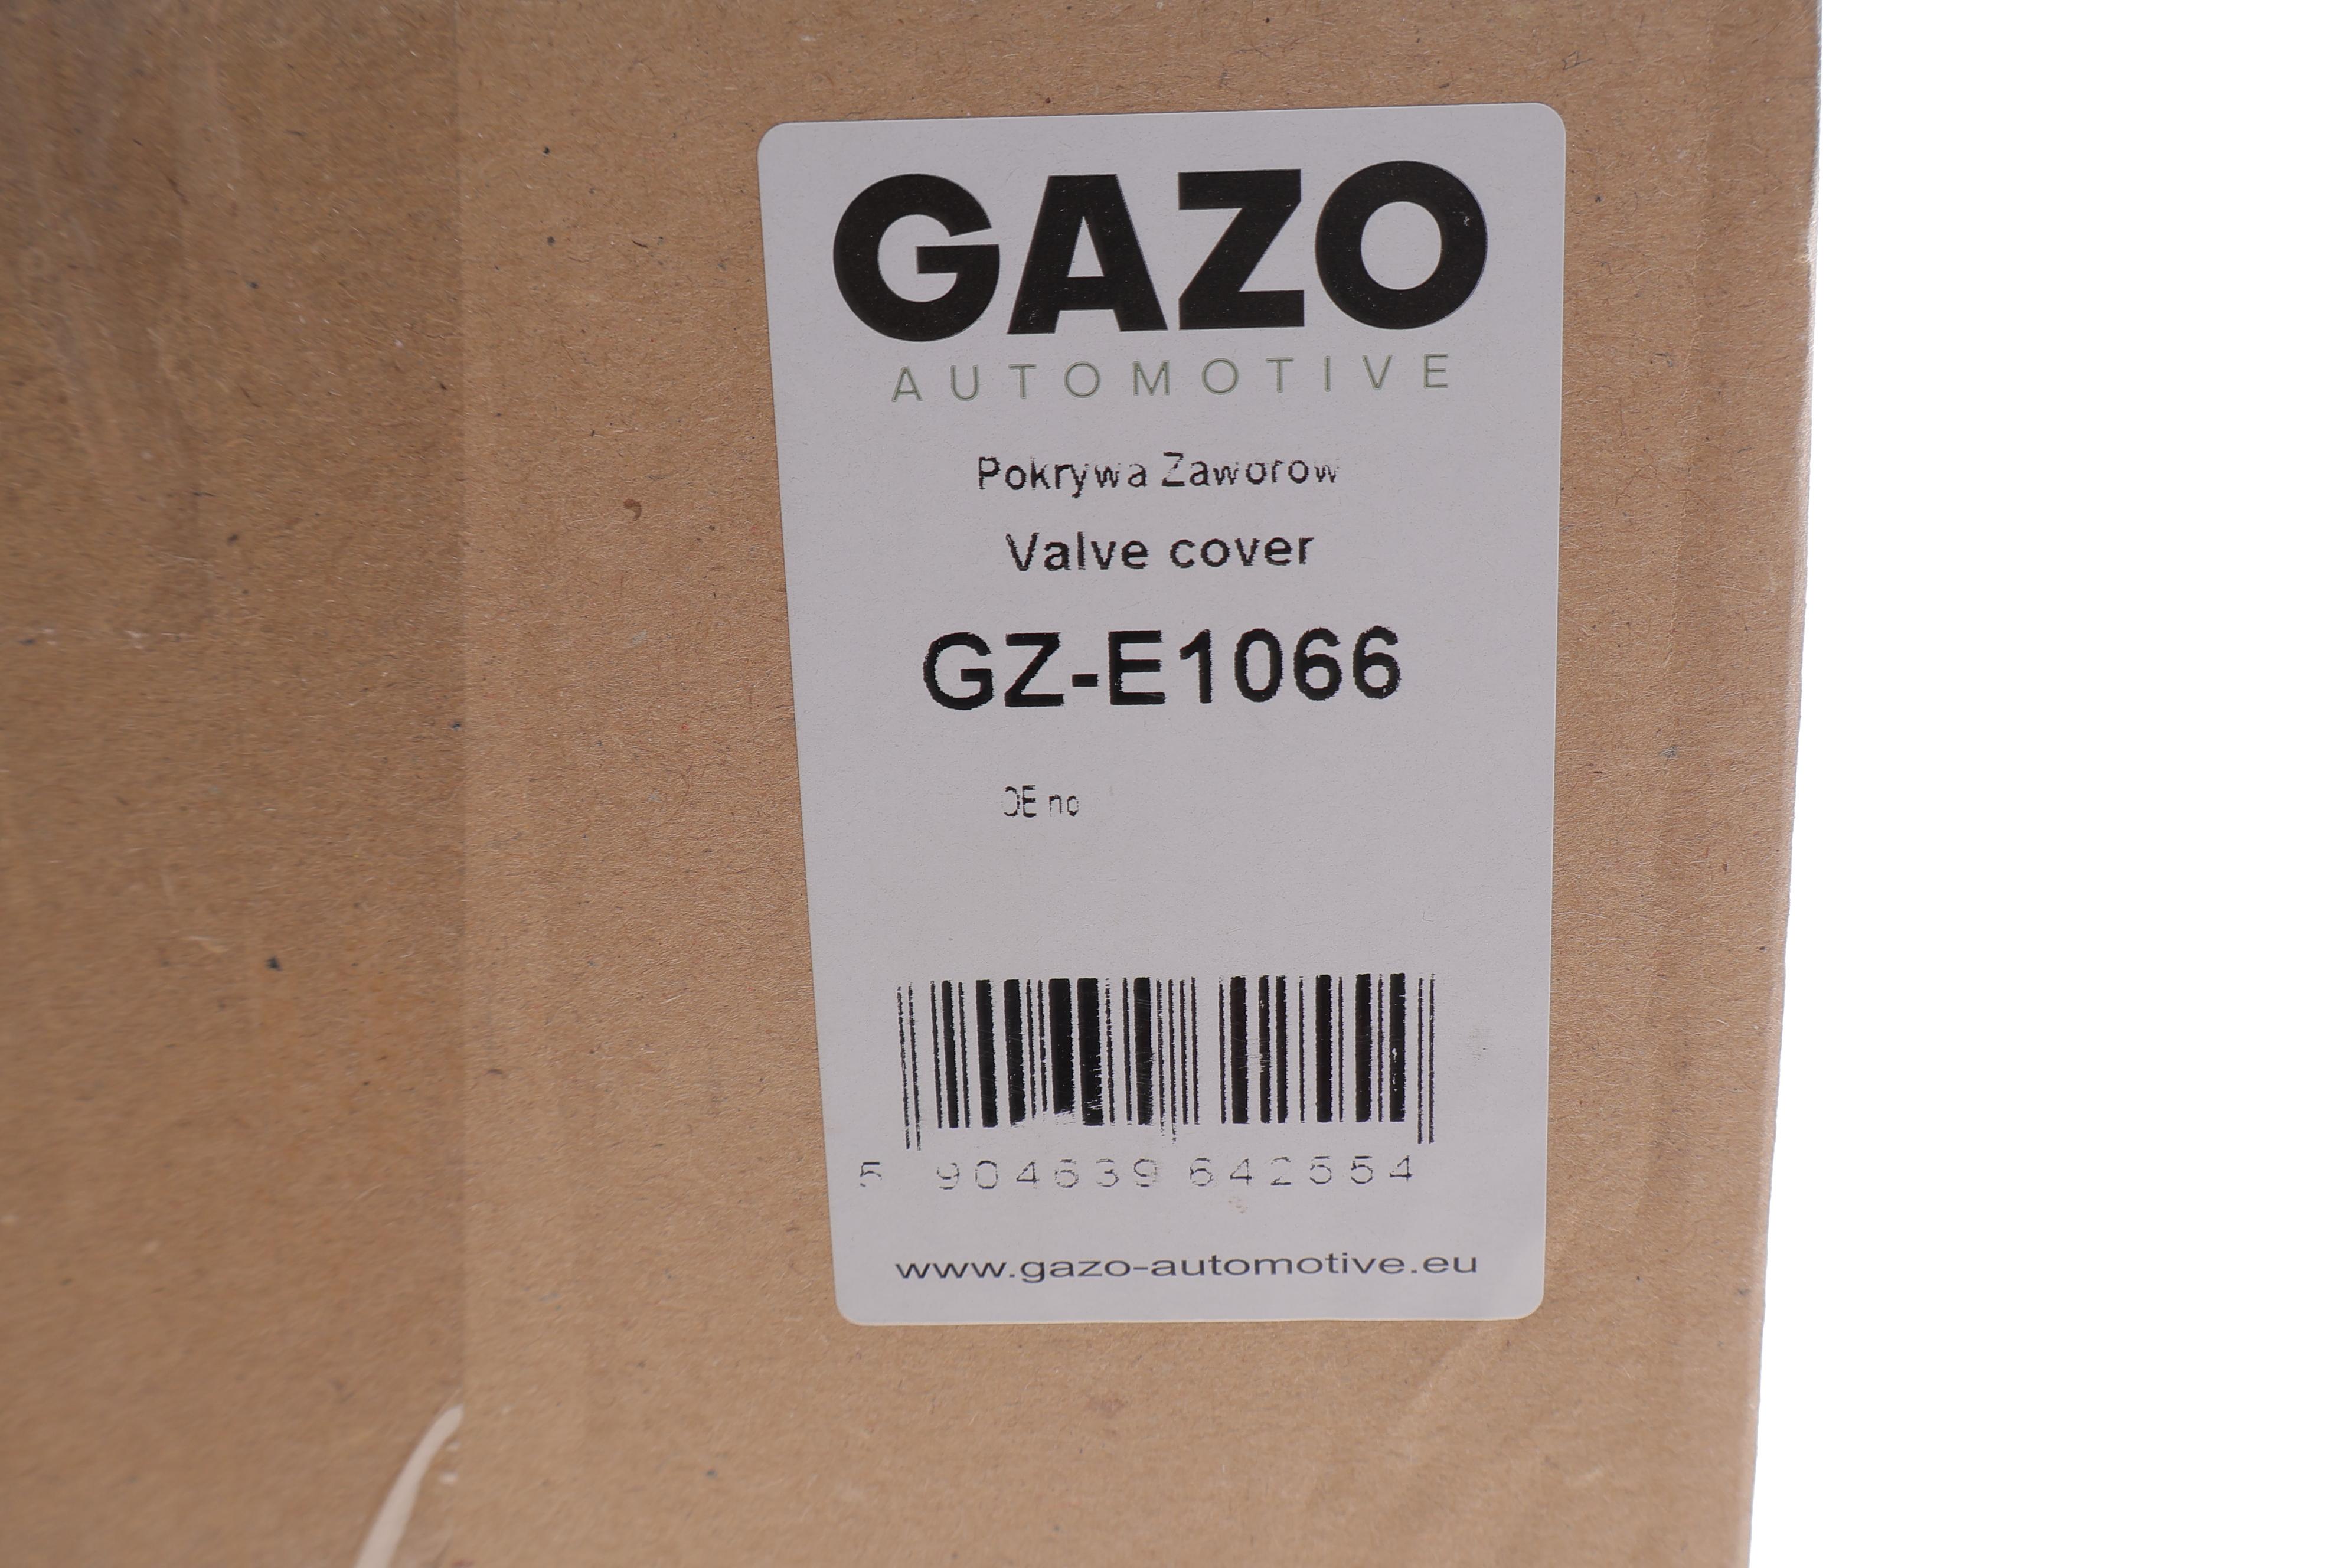 GAZO
AUTOMOTIVE
Pokrywa Zaworow
Valve cover
GZ-E1066
OE no
5 904639 642554
www.gazo-automotive.eu